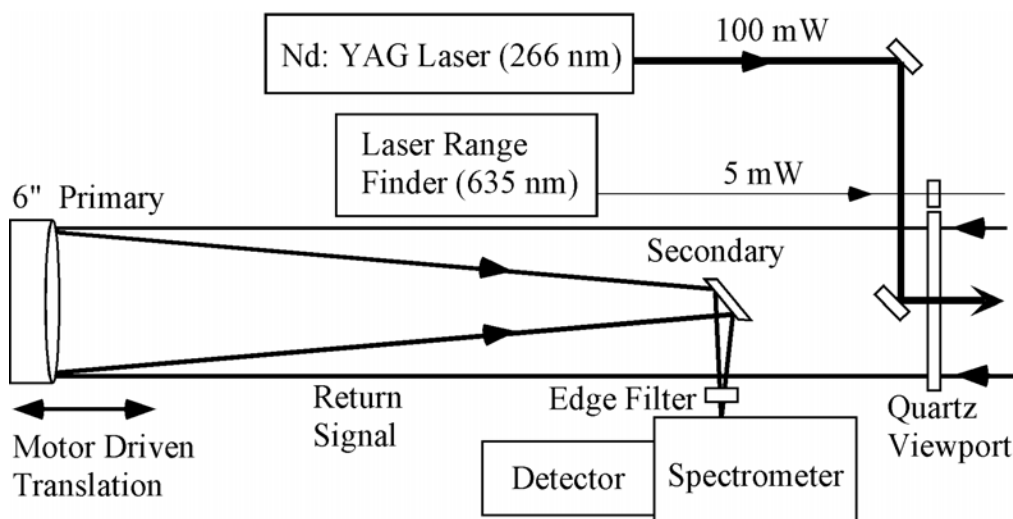 100 mW
Nd: YAG Laser (266 nm)
Laser Range
Finder (635 nm)
5 mW
6" Primary
Secondary
Return
Signal
Edge Filter
Quartz
Viewport
Motor Driven
Translation
Detector
Spectrometer